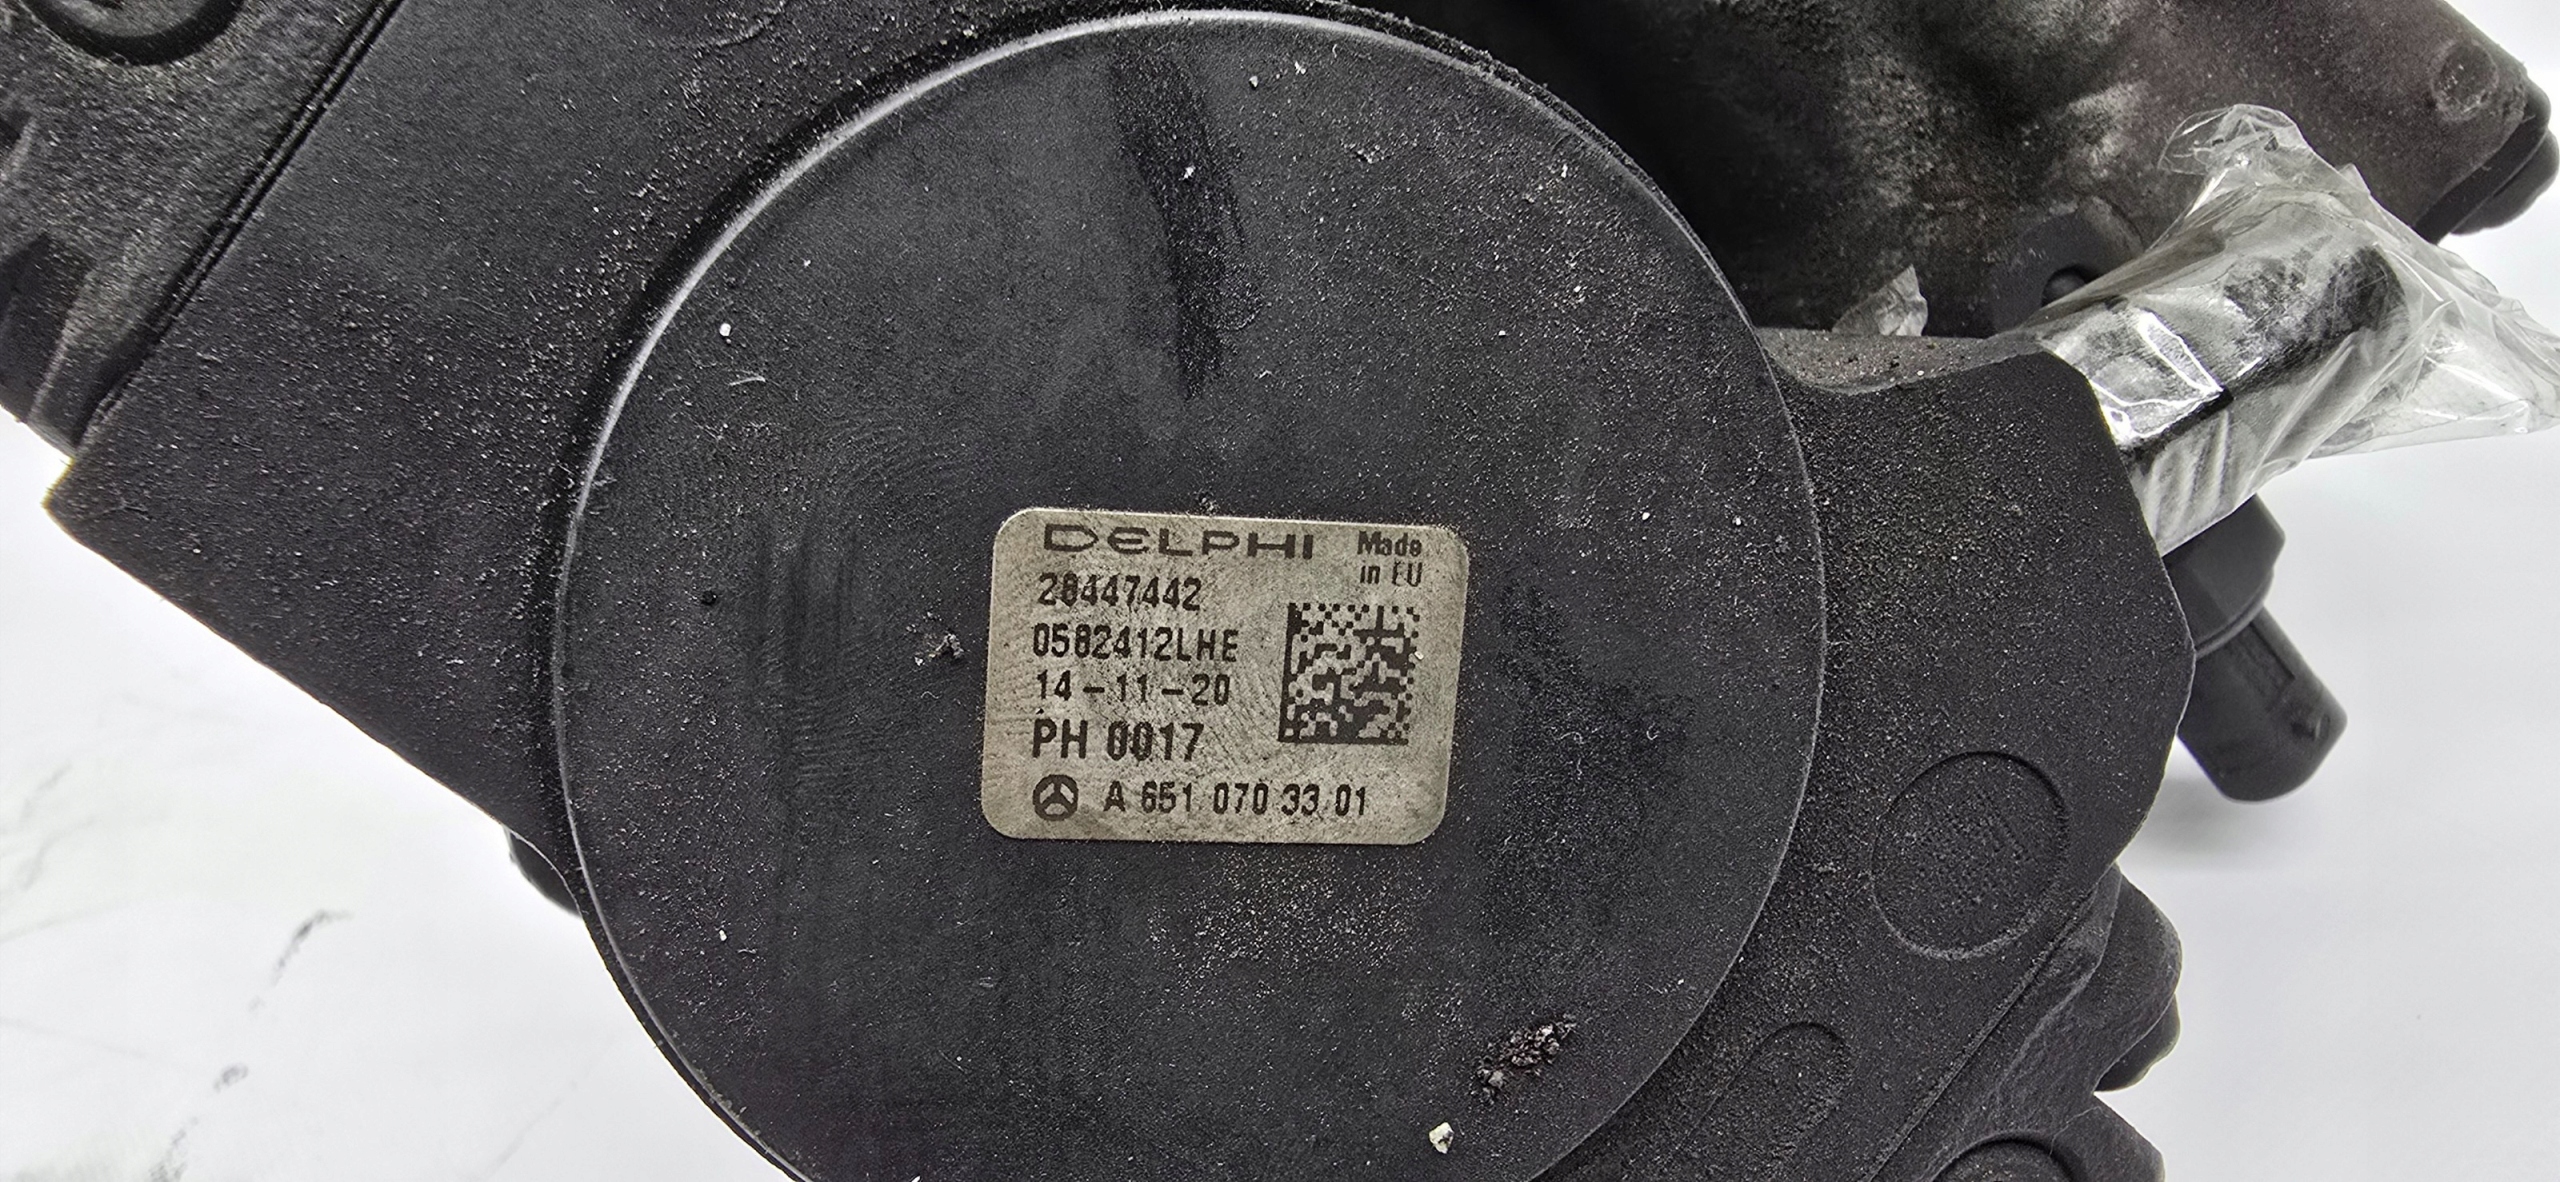 DELPHI Made
in EU
28447442
0582412LHE
14-11-20
PH 0017
A 651 070 33 01